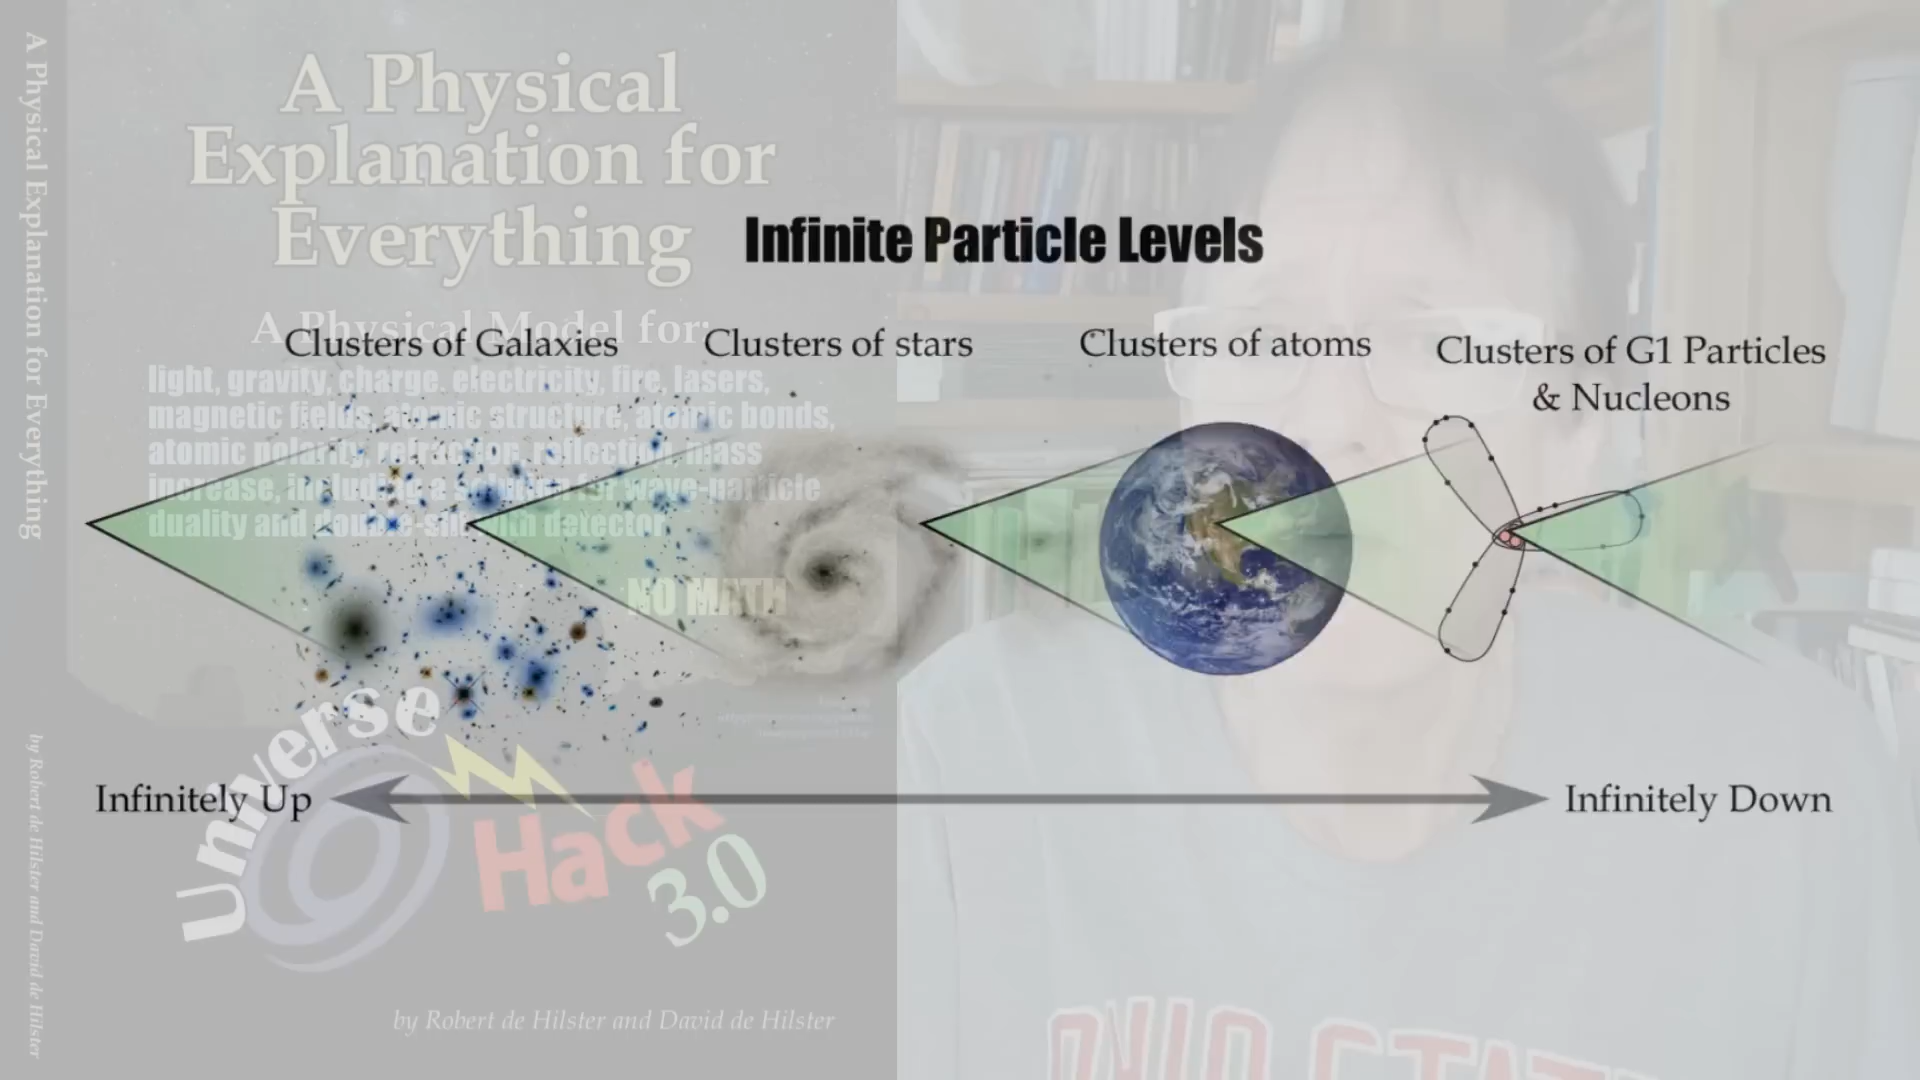 A Physical Explanation for Everything
by Robert de Hilster and David de Hilster
A Physical
Explanation for
Everything
A Physical Model for:
light, gravity, charge. electricity, fire, lasers,
magnetic fields, atomic structure, atomic bonds,
atomic polarity, refraction, reflection, mass
increase, including a solution for wave-particle
duality and double-slit with detector
NO MATH
Infinite Particle Levels
Clusters of Galaxies
Clusters of stars
Clusters of atoms
Clusters of G1 Particles
& Nucleons
Infinitely Up
Infinitely Down
Universe
Hack
3.0
by Robert de Hilster and David de Hilster
OHIO STATE